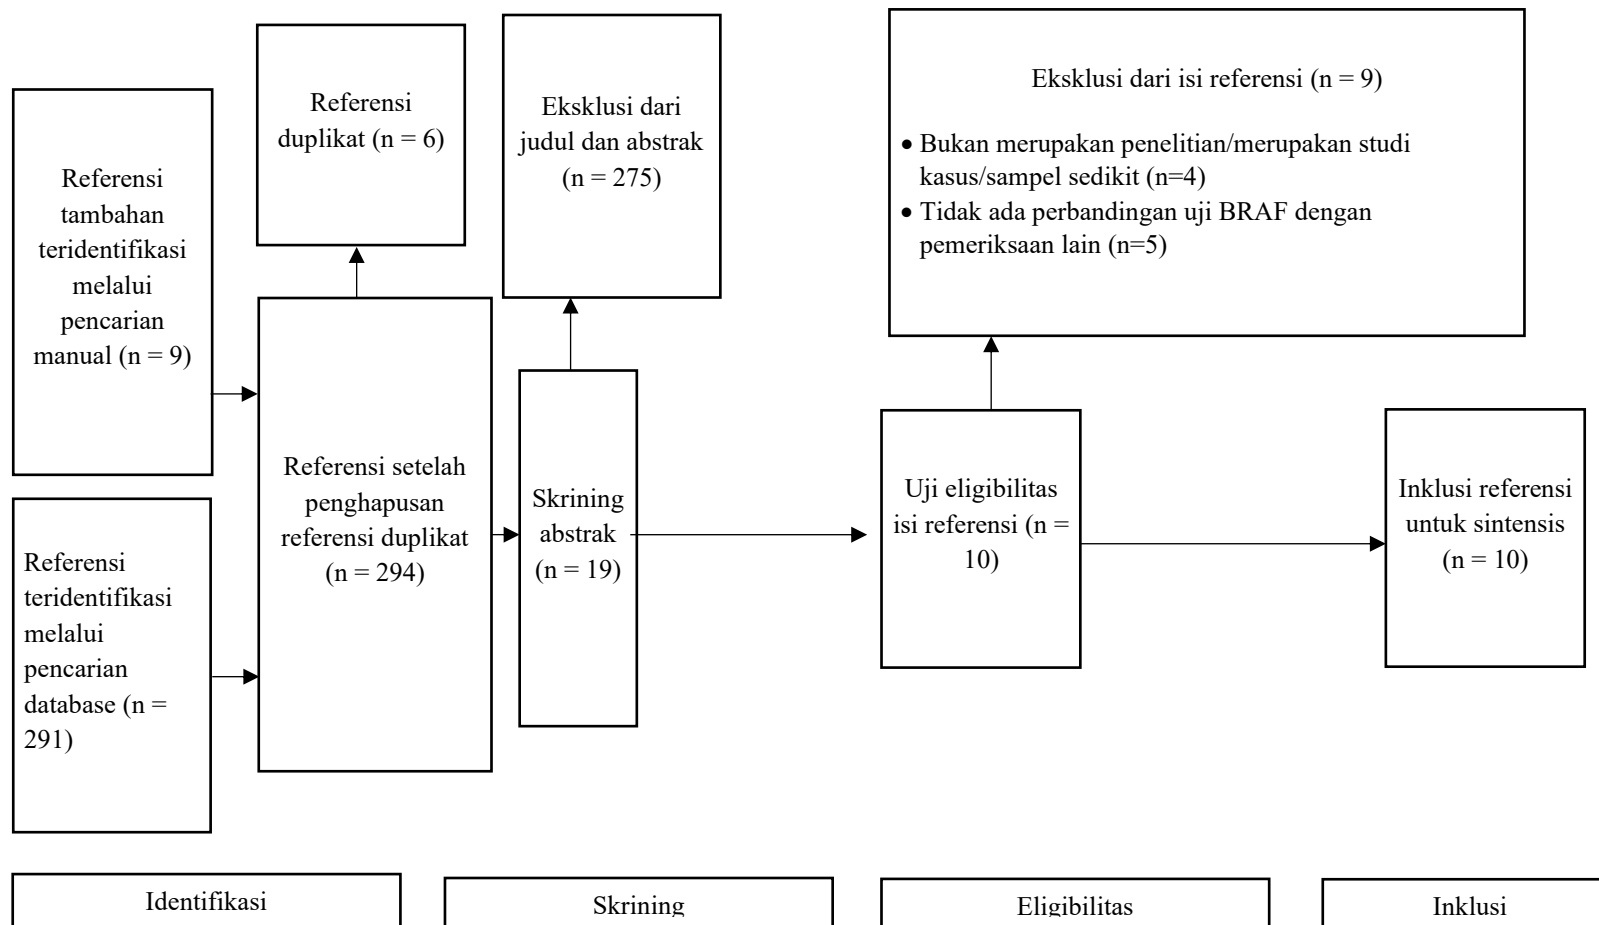 Referensi
tambahan
teridentifikasi
melalui
pencarian
manual (n = 9)
Referensi
teridentifikasi
melalui
pencarian
database (n =
291)
Referensi
duplikat (n = 6)
Referensi setelah
penghapusan
referensi duplikat
(n = 294)
Eksklusi dari
judul dan abstrak
(n = 275)
Skrining
abstrak
(n = 19)
Eksklusi dari isi referensi (n = 9)
• Bukan merupakan penelitian/merupakan studi
kasus/sampel sedikit (n=4)
• Tidak ada perbandingan uji BRAF dengan
pemeriksaan lain (n=5)
Uji eligibilitas
isi referensi (n =
10)
Inklusi referensi
untuk sintensis
(n = 10)
Identifikasi
Skrining
Eligibilitas
Inklusi